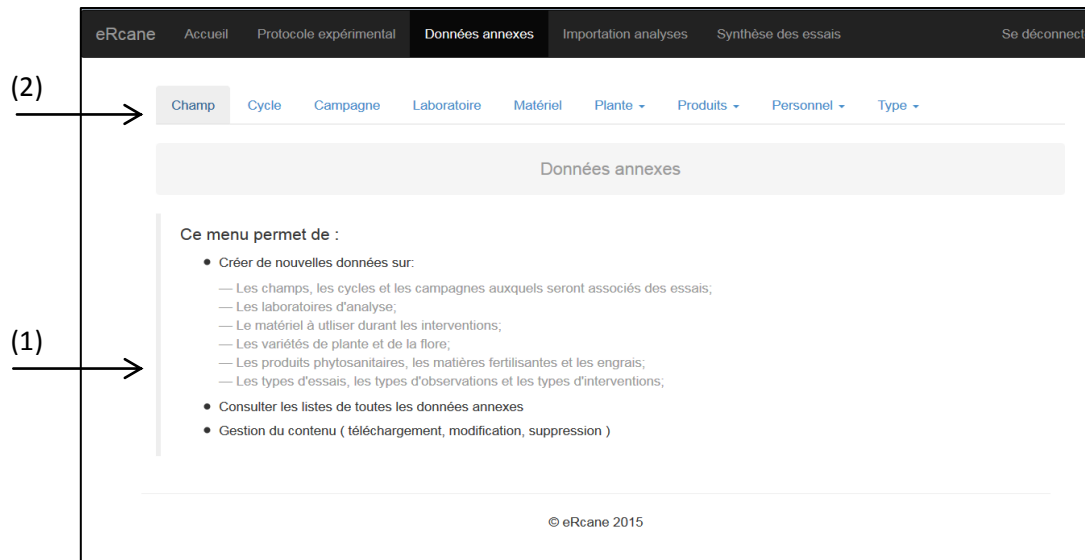 eRcane Accueil Protocole expérimental Données annexes Importation analyses Synthèse des essais Se déconnect
(2)
Champ Cycle Campagne Laboratoire Matériel Plante Produits Personnel Type
Données annexes
Ce menu permet de :
● Créer de nouvelles données sur:
— Les champs, les cycles et les campagnes auxquels seront associés des essais;
— Les laboratoires d'analyse;
— Le matériel à utliser durant les interventions;
(1)
— Les variétés de plante et de la flore;
— Les produits phytosanitaires, les matières fertilisantes et les engrais;
— Les types d'essais, les types d'observations et les types d'interventions;
● Consulter les listes de toutes les données annexes
● Gestion du contenu ( téléchargement, modification, suppression )
© eRcane 2015